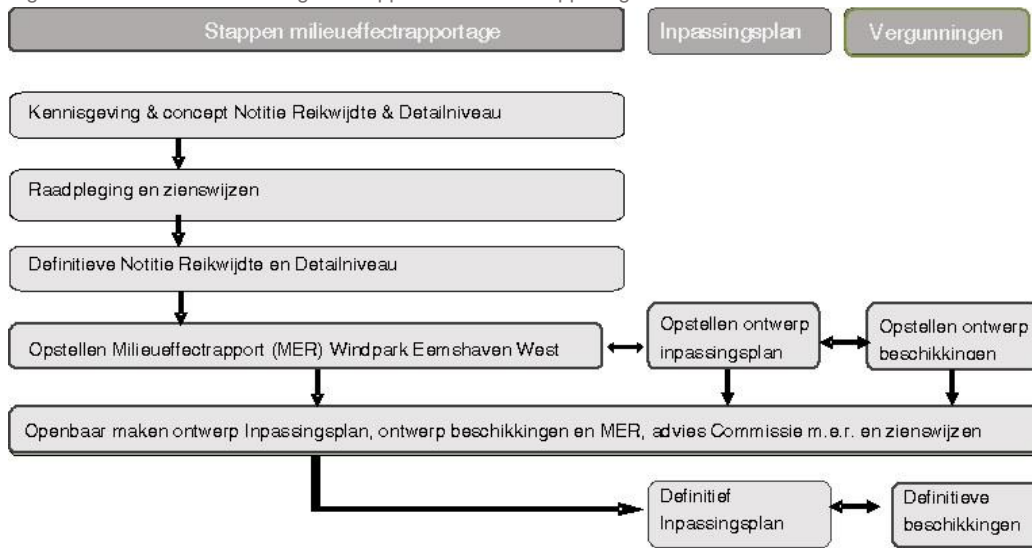 Stappen milieueffectrapportage
Inpassingsplan
Vergunningen
Kennisgeving & concept Notitie Reikwijdte & Detailniveau
Raadpleging en zienswijzen
Definitieve Notitie Reikwijdte en Detailniveau
Opstellen Milieueffectrapport (MER) Windpark Eemshaven West
Opstellen ontwerp
inpassingsplan
Opstellen ontwerp
beschikkingen
Openbaar maken ontwerp Inpassingsplan, ontwerp beschikkingen en MER, advies Commissie m.e.r. en zienswijzen
Definitief
Inpassingsplan
Definitieve
beschikkingen